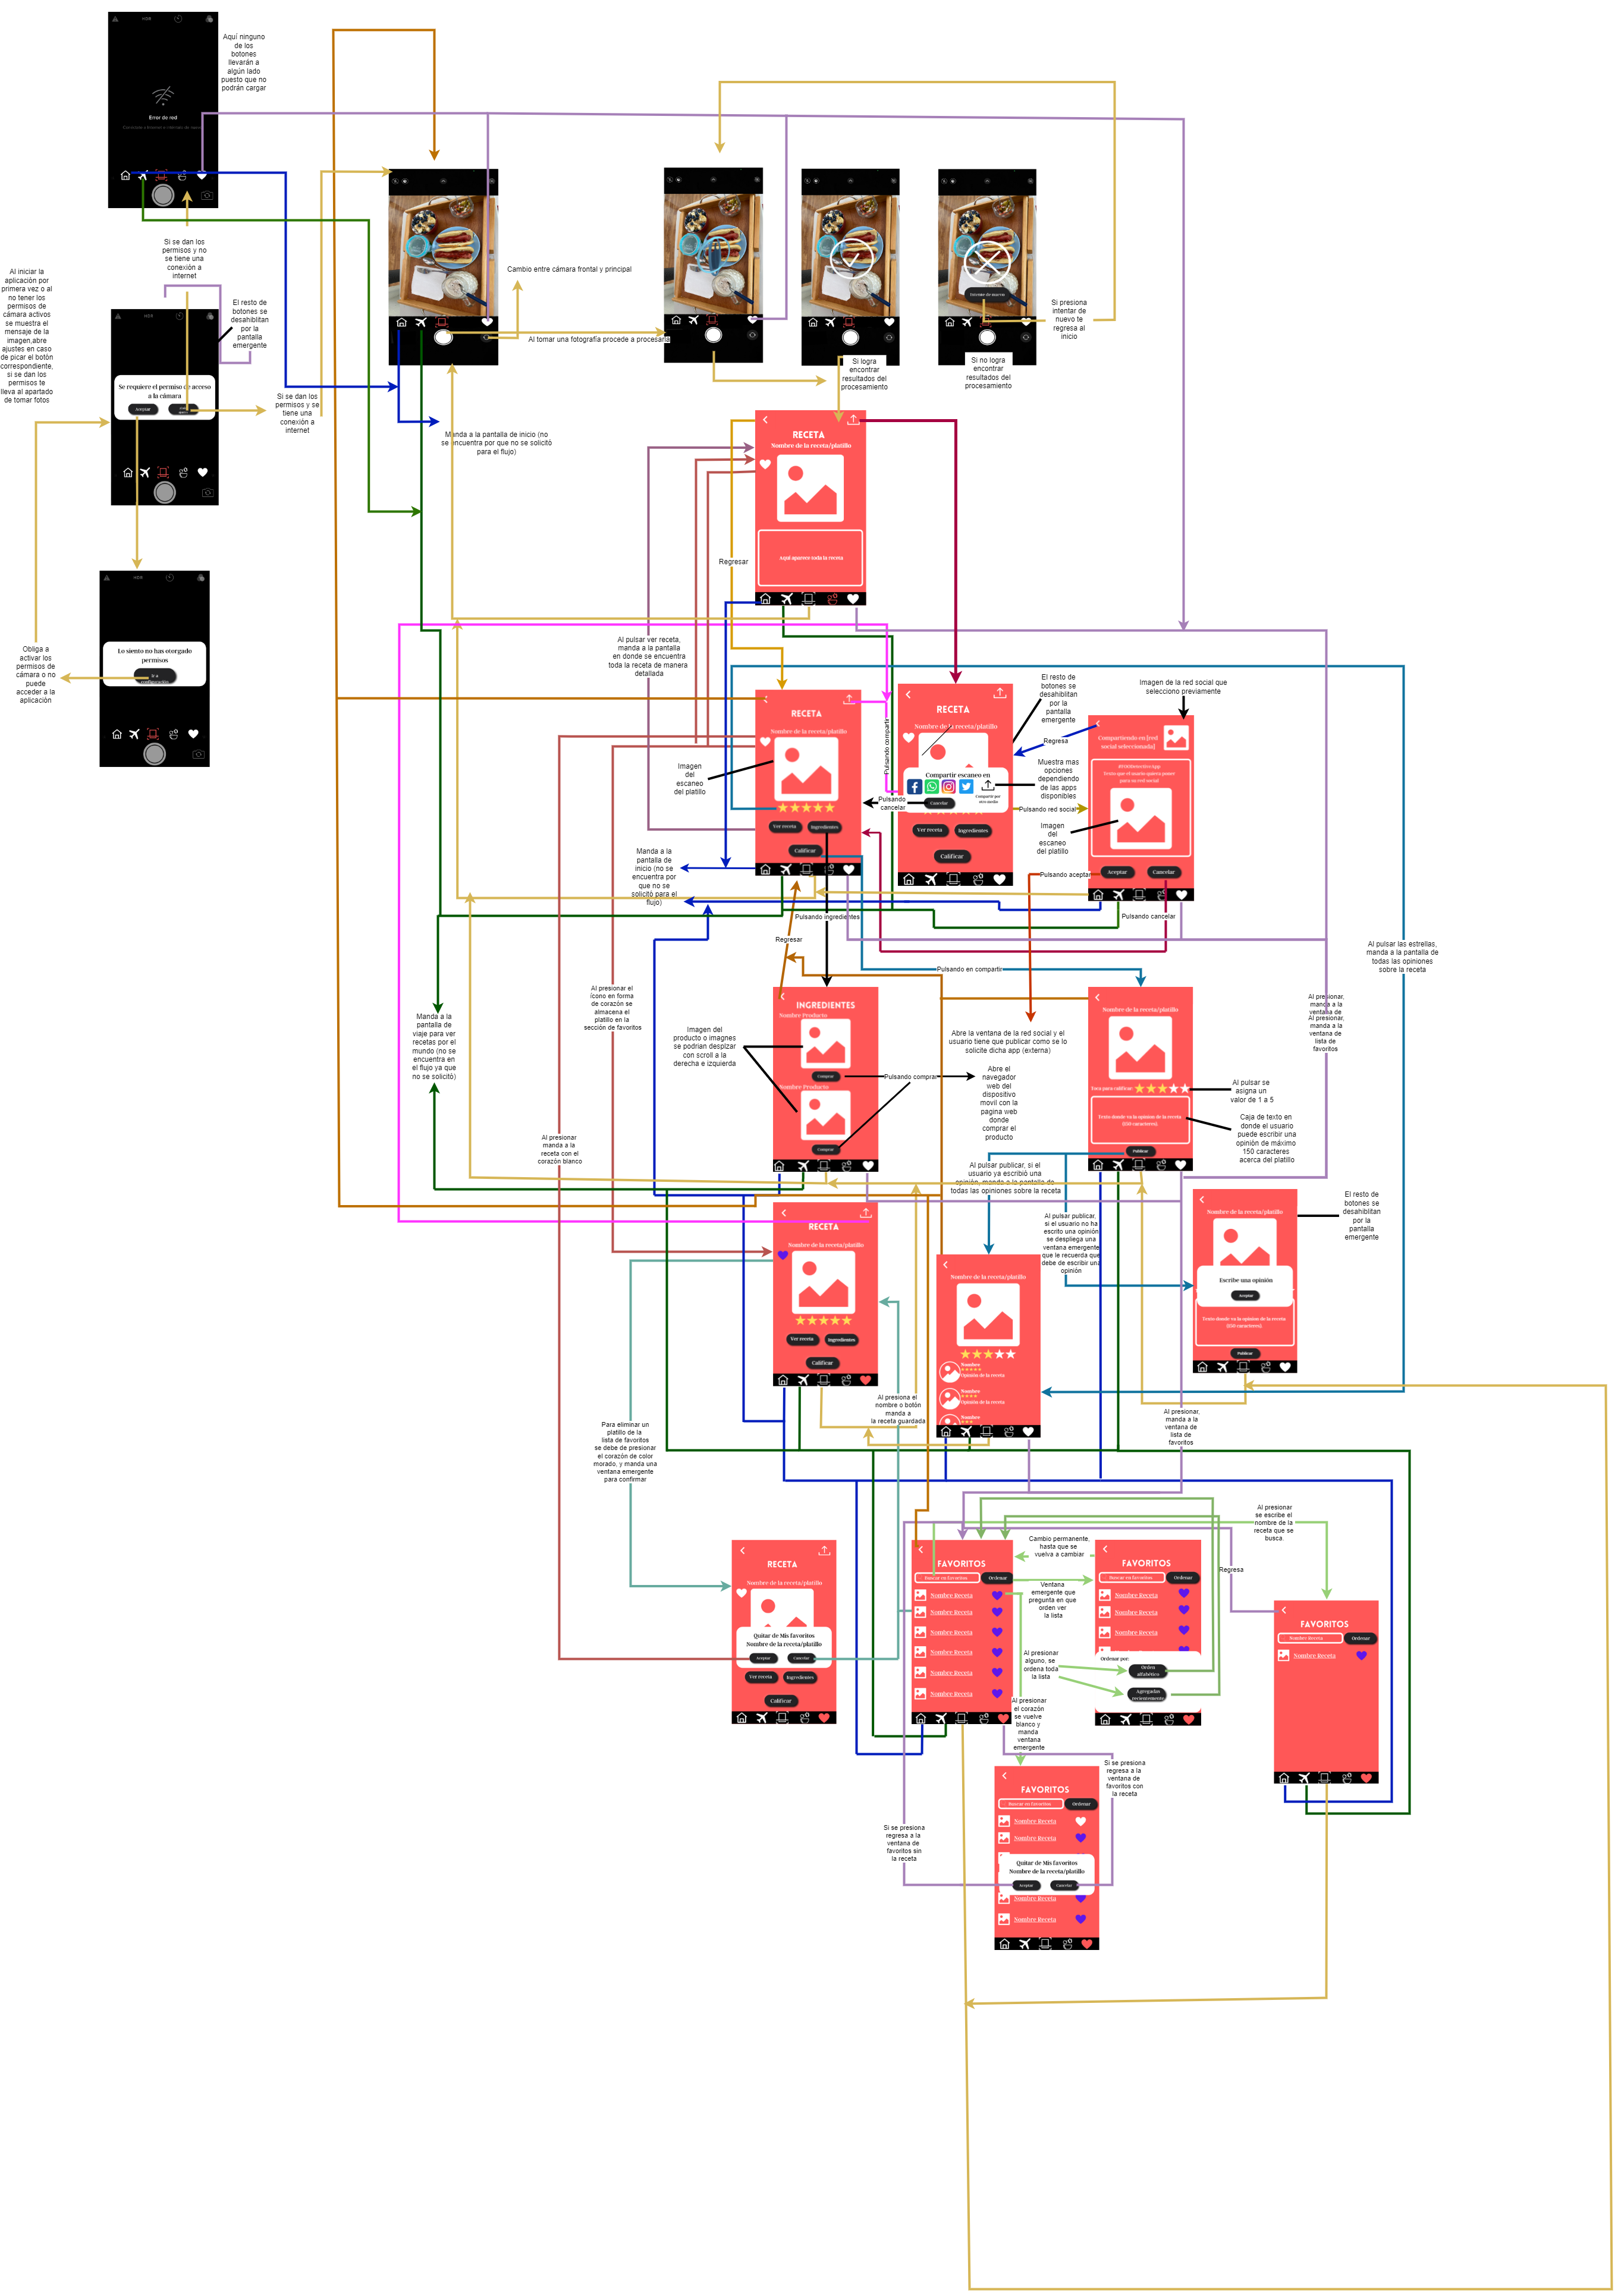 Aquí ninguno
de los
botones
llevarán a
algún lado
puesto que no
podrán cargar
HDR
Error de red
Si se dan los
permisos y no
se tiene una
conexión a
internet
Al iniciar la
aplicación por
primera vez o al
no tener los
permisos de
cámara activos
se muestra el
mensaje de la
imagen,abre
ajustes en caso
de picar el botón
correspondiente,
si se dan los
permisos te
lleva al apartado
de tomar fotos
El resto de
botones se
desahiblitan
por la
pantalla
emergente
HDR
Se requiere el permiso de acceso
a la cámara
Aceptar
Si se dan los
permisos y se
tiene una
conexión a
internet
HDR
Lo siento no has otorgado
permisos
Ir a
configuración
Obliga a
activar los
permisos de
cámara o no
puede
acceder a la
aplicación
Cambio entre cámara frontal y principal
Al tomar una fotografía procede a procesarla
Manda a la pantalla de inicio (no
se encuentra por que no se solicitó
para el flujo)
Intentar de nuevo
Si presiona
intentar de
nuevo te
regresa al
inicio
Si logra
encontrar
resultados del
procesamiento
Si no logra
encontrar
resultados del
procesamiento
RECETA
Nombre de la receta/platillo
Aquí aparece toda la receta
Regresar
Al pulsar ver receta,
manda a la pantalla
en donde se encuentra
toda la receta de manera
detallada
RECETA
Nombre de la receta/platillo
Ver receta
Ingredientes
Calificar
Imagen
del
escaneo
del platillo
Pulsando compartir
RECETA
Nombre de la receta/platillo
Compartir escaneo en
Compartir por
otro medio
Cancelar
Ver receta
Ingredientes
Calificar
Pulsando
cancelar
El resto de
botones se
desahiblitan
por la
pantalla
emergente
Regresa
Muestra mas
opciones
dependiendo
de las apps
disponibles
Pulsando red social
Imagen
del
escaneo
del platillo
Imagen de la red social que
selecciono previamente
Compartiendo en [red
social seleccionada]
Texto que el usuario quiera poner
para su red social
Aceptar
Cancelar
Pulsando aceptar
Pulsando cancelar
Manda a la
pantalla de
inicio (no se
encuentra por
que no se
solicitó para el
flujo)
Pulsando ingredientes
Regresar
Pulsando en compartir
Al pulsar las estrellas,
manda a la pantalla de
todas las opiniones
sobre la receta
Al presionar el
ícono en forma
de corazón se
almacena el
platillo en la
sección de favoritos
Manda a la
pantalla de
viaje para ver
recetas por el
mundo (no se
encuentra en
el flujo ya que
no se solicitó)
Imagen del
producto o imagnes
se podrian desplzar
con scroll a la
derecha e izquierda
INGREDIENTES
Nombre Producto
Comprar
Nombre Producto
Comprar
Pulsando comprar
Abre la ventana de la red social y el
usuario tiene que publicar como se lo
solicite dicha app (externa)
Abre el
navegador
web del
dispositivo
movil con la
pagina web
donde
comprar el
producto
Nombre de la receta/platillo
Toca para calificar:
Texto donde va la opinion de la receta
(150 caracteres)
Publicar
Al presionar,
manda a la
ventana de
Al presionar,
manda a la
ventana de
lista de
favoritos
Al pulsar se
asigna un
valor de 1 a 5
Caja de texto en
donde el usuario
puede escribir una
opinión de máximo
150 caracteres
acerca del platillo
Al presionar
manda a la
receta con el
corazón blanco
Al pulsar publicar, si el
usuario ya escribió una
opinión, manda a la pantalla de
todas las opiniones sobre la receta
Al pulsar publicar,
si el usuario no ha
escrito una opinión
se despliega una
ventana emergente
que le recuerda que
debe de escribir una
opinión
Nombre de la receta/platillo
Escribe una opinión
Aceptar
Texto donde va la opinion de la receta
(150 caracteres)
Publicar
El resto de
botones se
desahiblitan
por la
pantalla
emergente
RECETA
Nombre de la receta/platillo
Ver receta
Ingredientes
Calificar
Nombre de la receta/platillo
Nombre
Opinión de la receta
Nombre
Opinión de la receta
Nombre
Al presiona el
nombre o botón
manda a
la receta guardada
Al presionar,
manda a la
ventana de
lista de
favoritos
Para eliminar un
platillo de la
lista de favoritos
se debe de presionar
el corazón de color
morado, y manda una
ventana emergente
para confirmar
RECETA
Nombre de la receta/platillo
Quitar de Mis favoritos
Nombre de la receta/platillo
Aceptar
Cancelar
Ver receta
Ingredientes
Calificar
FAVORITOS
Buscar en favoritos
Ordenar
Nombre Receta
Nombre Receta
Nombre Receta
Nombre Receta
Nombre Receta
Nombre Receta
Cambio permanente,
hasta que se
vuelva a cambiar
Ventana
emergente que
pregunta en que
orden ver
la lista
Al presionar
alguno, se
ordena toda
la lista
Al presionar
el corazón
se vuelve
blanco y
manda
ventana
emergente
FAVORITOS
Buscar en favoritos
Ordenar
Nombre Receta
Nombre Receta
Nombre Receta
Ordenar por:
Orden
alfabético
Agregados
recientemente
Al presionar
se escribe el
nombre de la
receta que se
busca.
Regresa
FAVORITOS
Nombre Receta
Ordenar
Nombre Receta
Si se presiona
regresa a la
ventana de
favoritos con
la receta
Si se presiona
regresa a la
ventana de
favoritos sin
la receta
FAVORITOS
Buscar en favoritos
Ordenar
Nombre Receta
Nombre Receta
Quitar de Mis favoritos
Nombre de la receta/platillo
Aceptar
Cancelar
Nombre Receta
Nombre Receta